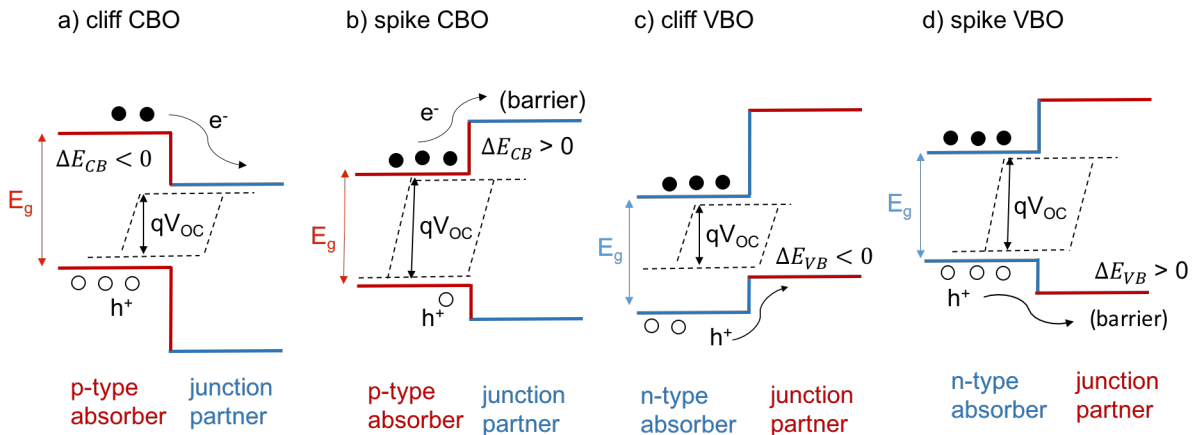 a) cliff CBO
e-
ΔE_CB < 0
E_g
qV_OC
h+
p-type
absorber
junction
partner
b) spike CBO
(barrier)
e-
ΔE_CB > 0
E_g
qV_OC
h+
p-type
absorber
junction
partner
c) cliff VBO
E_g
qV_OC
ΔE_VB < 0
h+
n-type
absorber
junction
partner
d) spike VBO
E_g
qV_OC
ΔE_VB > 0
h+
(barrier)
n-type
absorber
junction
partner